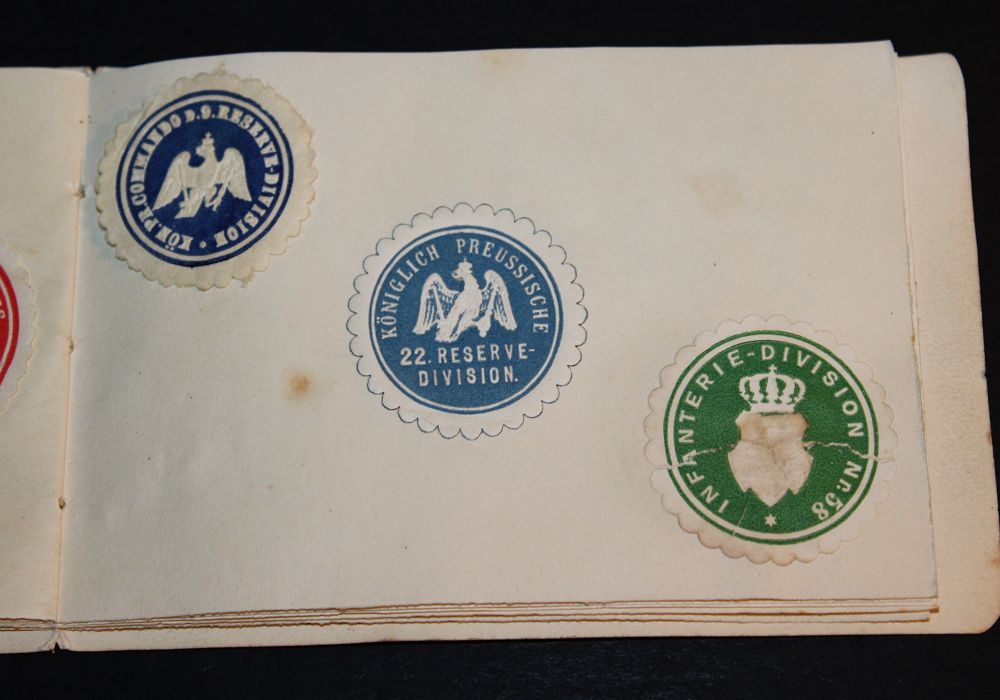 KÖN.PR.COMMANDO D.9.RESERVE-DIVISION
KÖNIGLICH PREUSSISCHE
22. RESERVE-
DIVISION.
INFANTERIE-DIVISION Nr.58